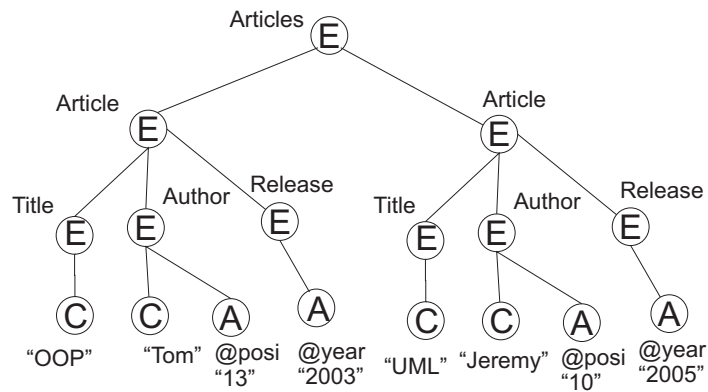 Articles
E
Article
E
Article
E
Title
E
Author
E
Release
E
Title
E
Author
E
Release
E
C
C
A
A
C
C
A
A
“OOP”
“Tom”
@posi
“13”
@year
“2003”
“UML”
“Jeremy”
@posi
“10”
@year
“2005”